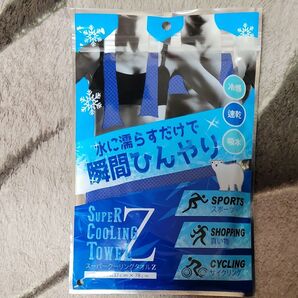 冷感
速乾
吸水
水に濡らすだけで
瞬間ひんやり
SUPER
COOLING
TOWEL Z
スーパークーリングタオルZ
SPORTS
スポーツ
SHOPPING
買い物
CYCLING
サイクリング